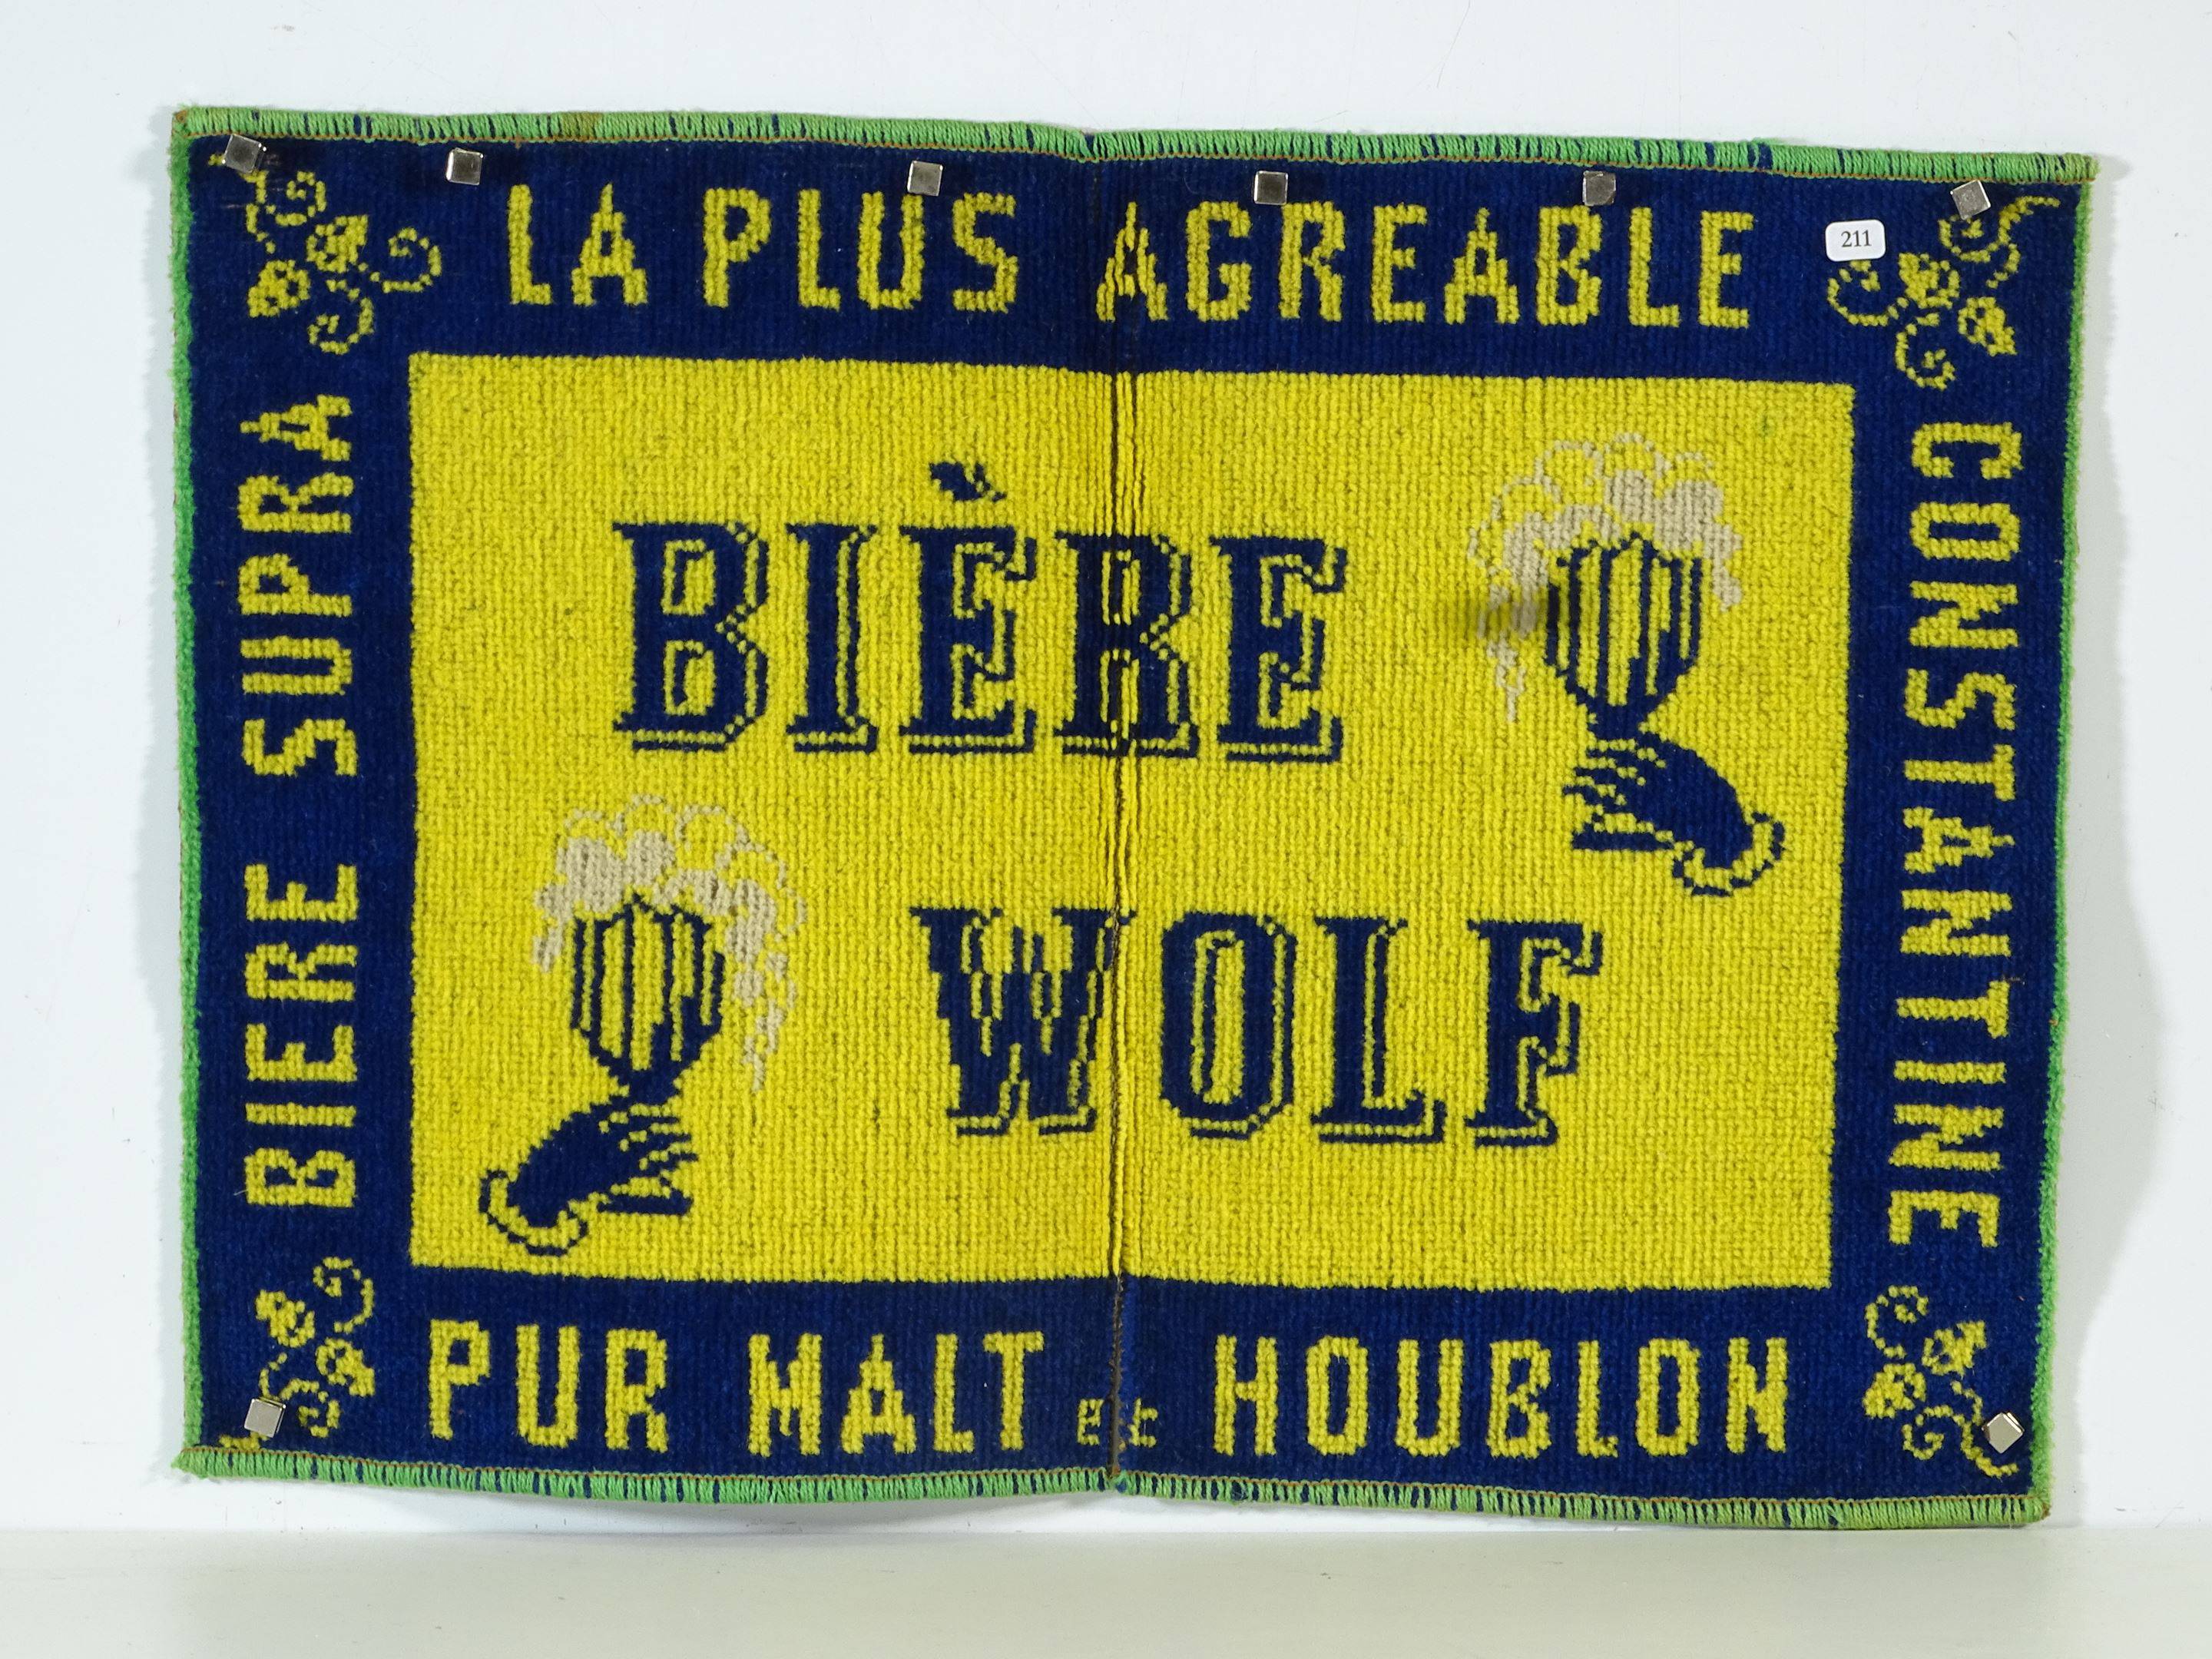 LA PLUS AGREABLE
211
BIERE SUPRA
CONSTANTINE
BIÈRE
WOLF
PUR MALT et HOUBLON